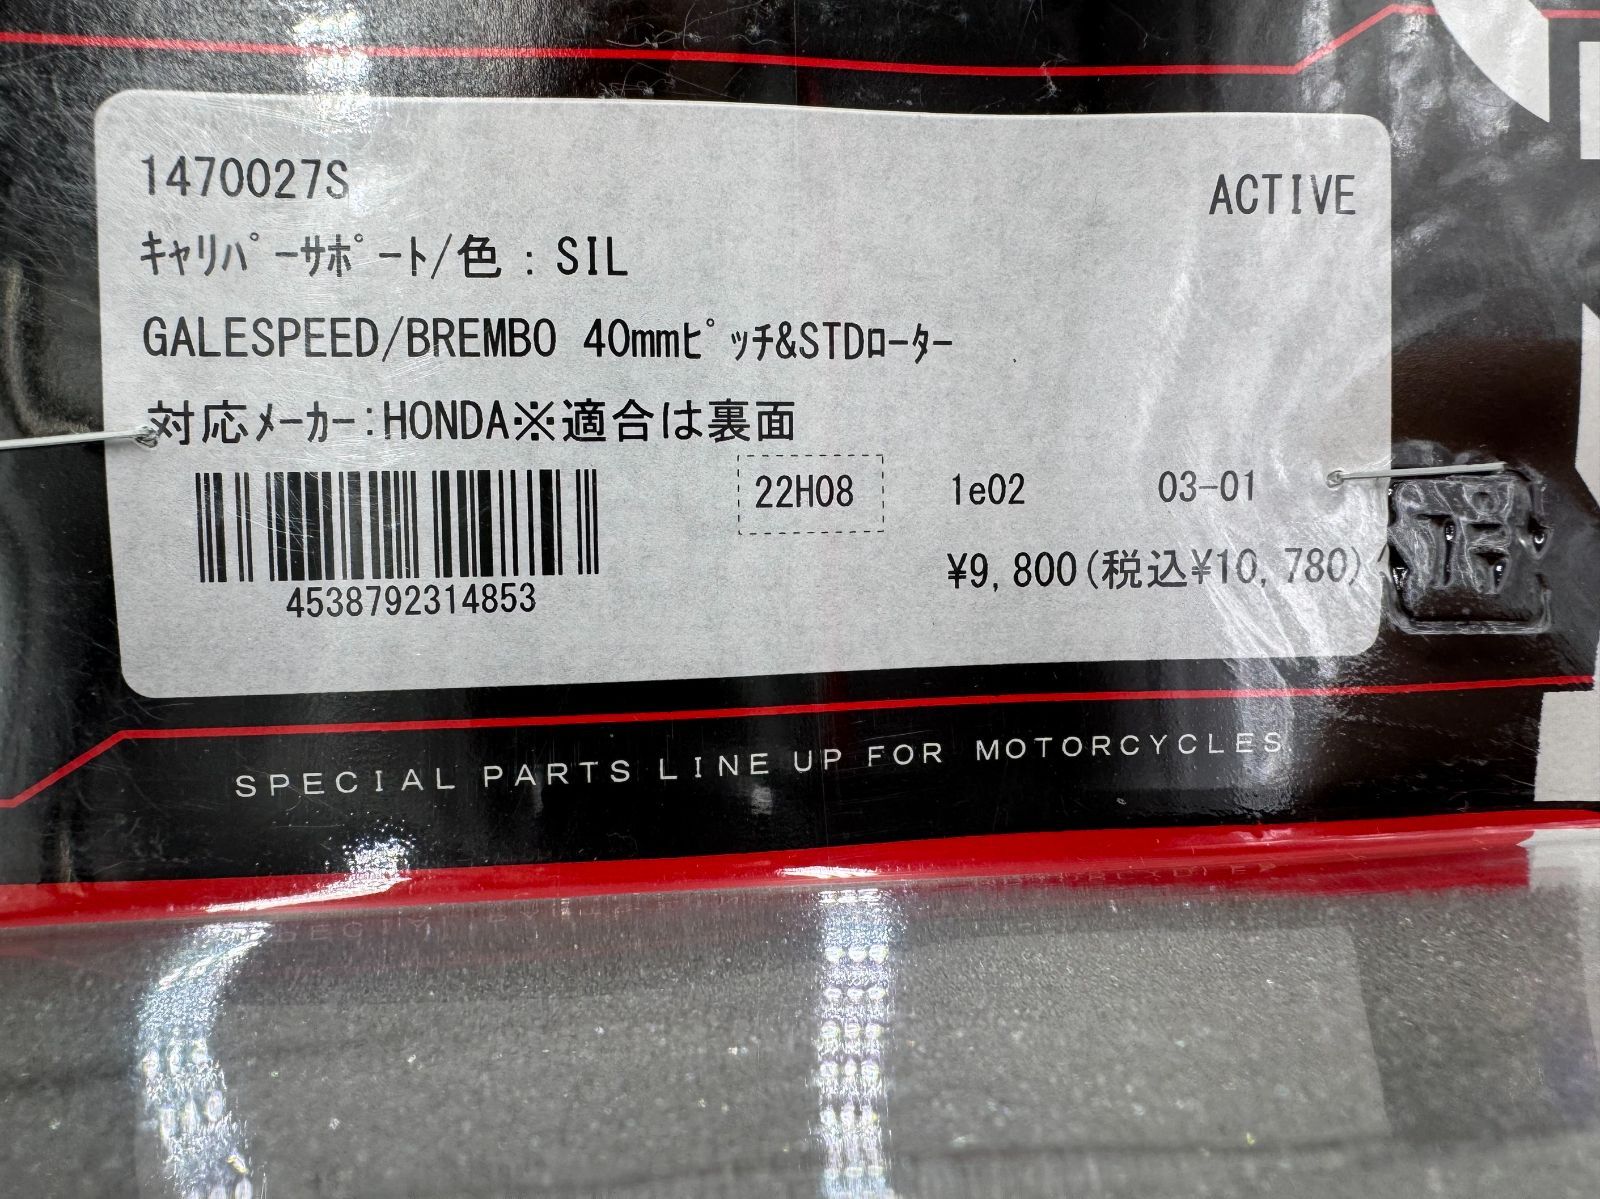 1470027S
ACTIVE
ｷｬﾘﾊﾟｰｻﾎﾟｰﾄ/色：SIL
GALESPEED/BREMBO 40mmﾋﾟｯﾁ&STDﾛｰﾀｰ
対応ﾒｰｶｰ:HONDA※適合は裏面
22H08 1e02 03-01
¥9,800(税込¥10,780)
4538792314853
SPECIAL PARTS LINE UP FOR MOTORCYCLES